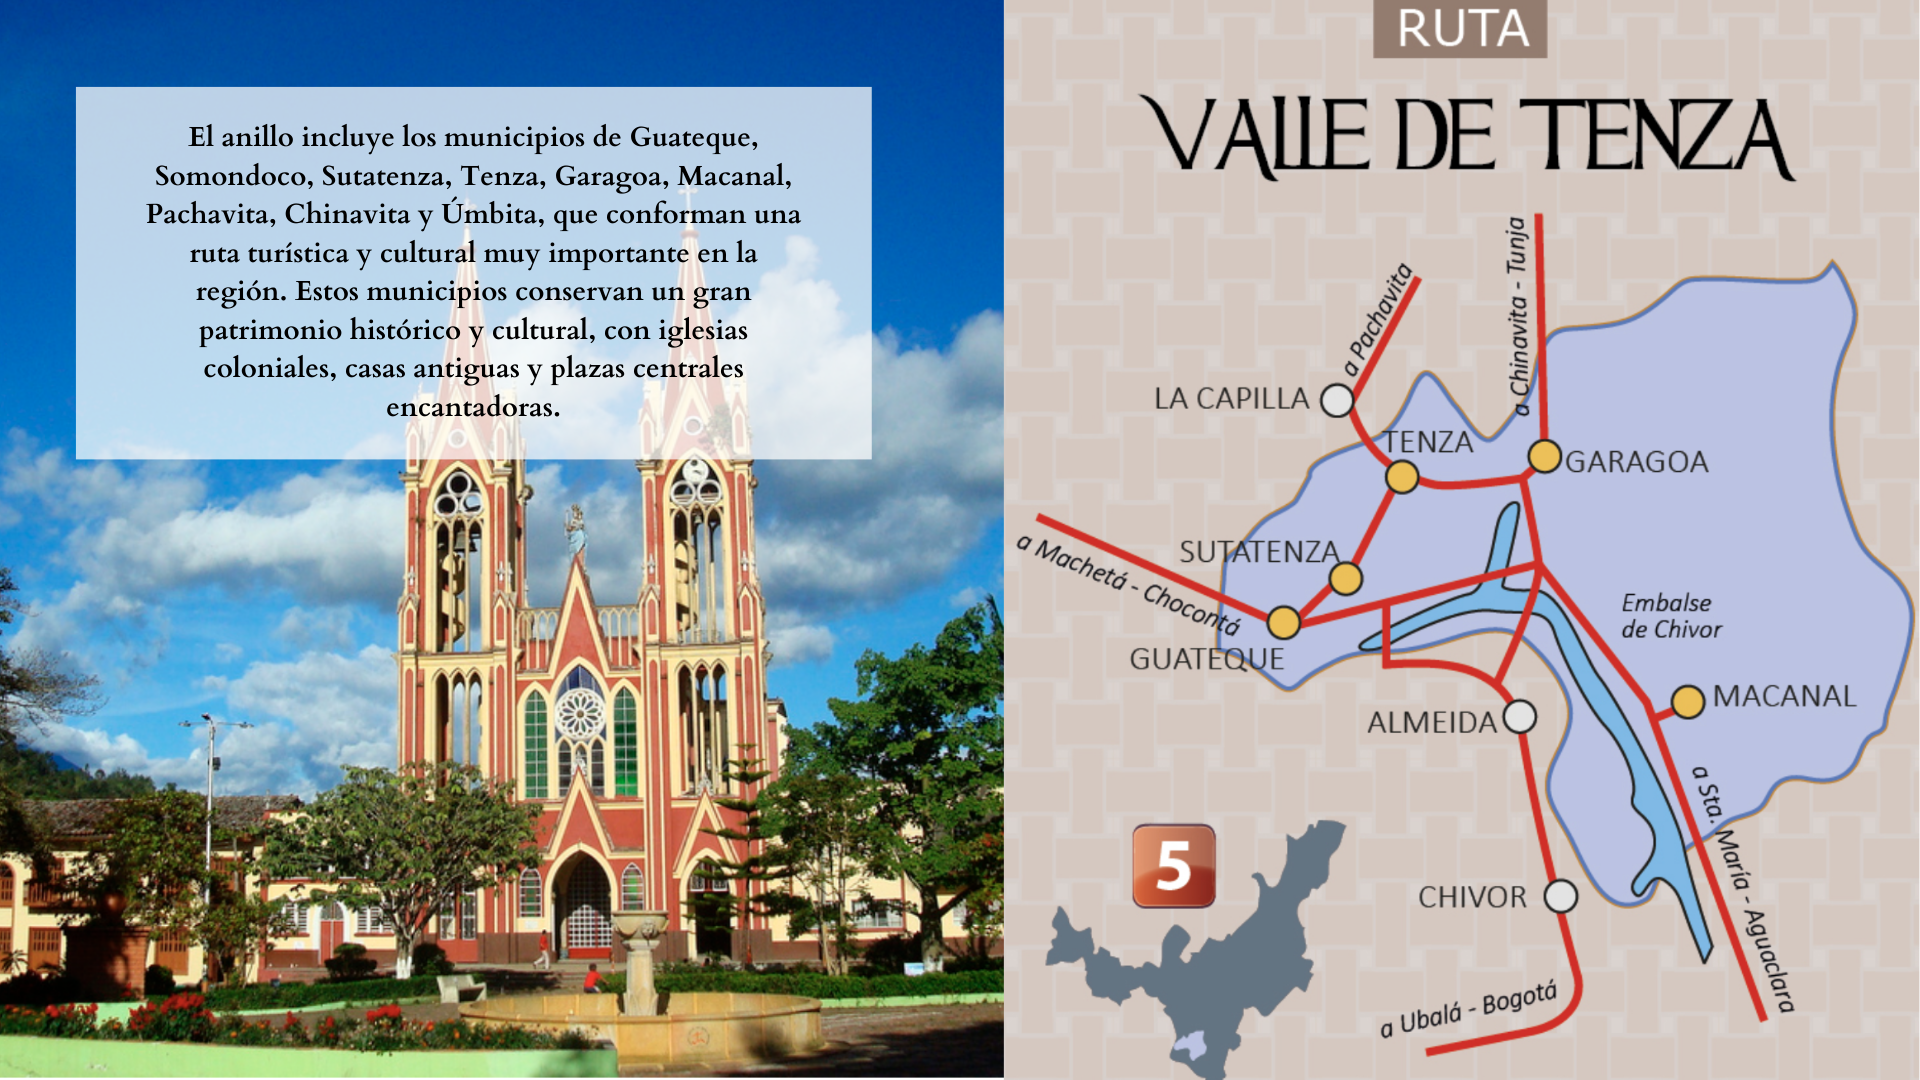 El anillo incluye los municipios de Guateque,
Somondoco, Sutatenza, Tenza, Garagoa, Macanal,
Pachavita, Chinavita y Úmbita, que conforman una
ruta turística y cultural muy importante en la
región. Estos municipios conservan un gran
patrimonio histórico y cultural, con iglesias
coloniales, casas antiguas y plazas centrales
encantadoras.
RUTA
VALLE DE TENZA
a Pachavita
a Chinavita - Tunja
LA CAPILLA
TENZA
GARAGOA
a Machetá - Chocontá
SUTATENZA
GUATEQUE
Embalse
de Chivor
MACANAL
ALMEIDA
a Sta. María - Aguaclara
5
CHIVOR
a Ubalá - Bogotá